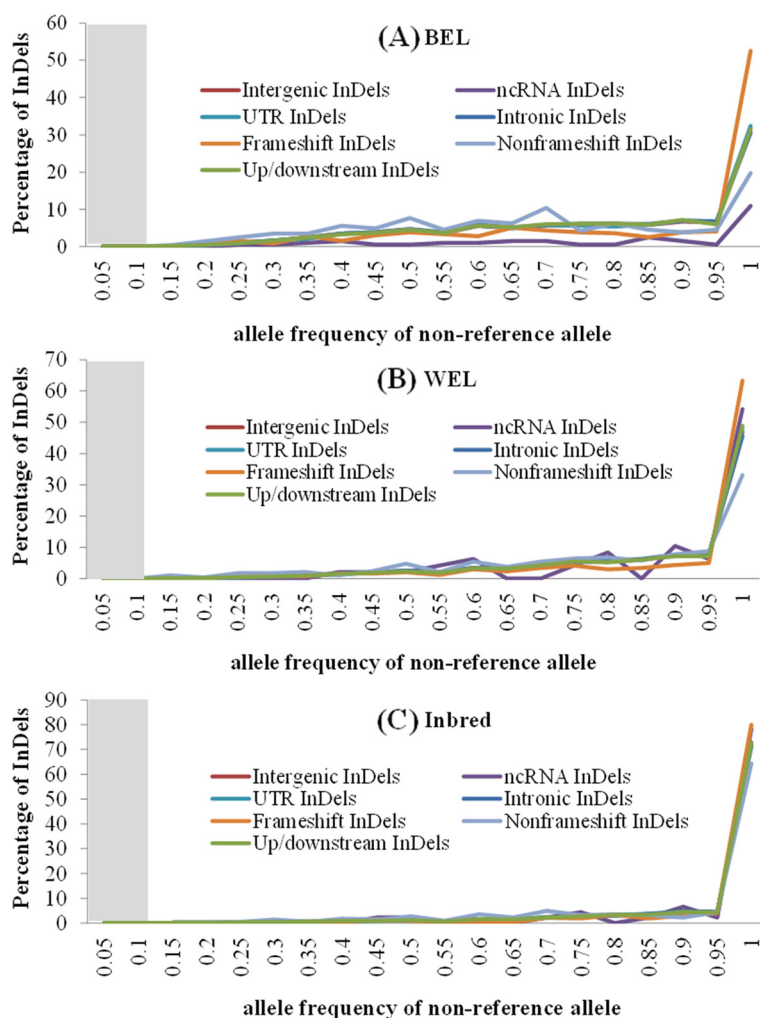 (A) BEL
Percentage of InDels
60
50
40
30
20
10
0
Intergenic InDels
ncRNA InDels
UTR InDels
Intronic InDels
Frameshift InDels
Nonframeshift InDels
Up/downstream InDels
0.05 0.1 0.15 0.2 0.25 0.3 0.35 0.4 0.45 0.5 0.55 0.6 0.65 0.7 0.75 0.8 0.85 0.9 0.95 1
allele frequency of non-reference allele
(B) WEL
Percentage of InDels
70
60
50
40
30
20
10
0
Intergenic InDels
ncRNA InDels
UTR InDels
Intronic InDels
Frameshift InDels
Nonframeshift InDels
Up/downstream InDels
0.05 0.1 0.15 0.2 0.25 0.3 0.35 0.4 0.45 0.5 0.55 0.6 0.65 0.7 0.75 0.8 0.85 0.9 0.95 1
allele frequency of non-reference allele
(C) Inbred
Percentage of InDels
90
80
70
60
50
40
30
20
10
0
Intergenic InDels
ncRNA InDels
UTR InDels
Intronic InDels
Frameshift InDels
Nonframeshift InDels
Up/downstream InDels
0.05 0.1 0.15 0.2 0.25 0.3 0.35 0.4 0.45 0.5 0.55 0.6 0.65 0.7 0.75 0.8 0.85 0.9 0.95 1
allele frequency of non-reference allele